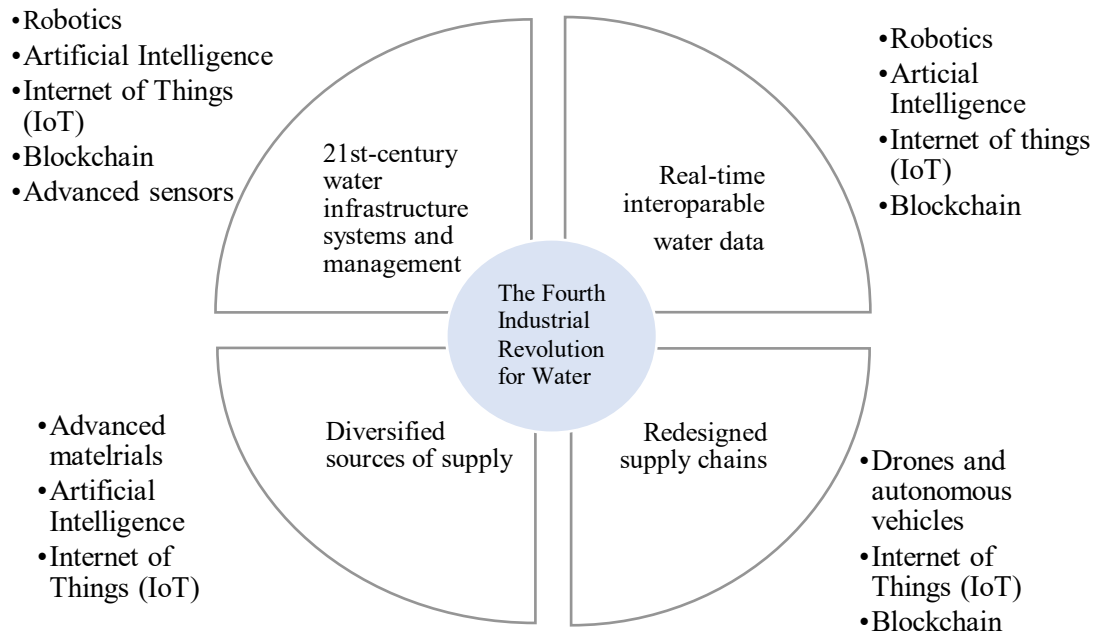 •Robotics
•Artificial Intelligence
•Internet of Things
(IoT)
•Blockchain
•Advanced sensors
21st-century
water
infrastructure
systems and
management
Real-time
interoparable
water data
•Robotics
•Articial
Intelligence
•Internet of things
(IoT)
•Blockchain
The Fourth
Industrial
Revolution
for Water
•Advanced
matelrials
•Artificial
Intelligence
•Internet of
Things (IoT)
Diversified
sources of supply
Redesigned
supply chains
•Drones and
autonomous
vehicles
•Internet of
Things (IoT)
•Blockchain